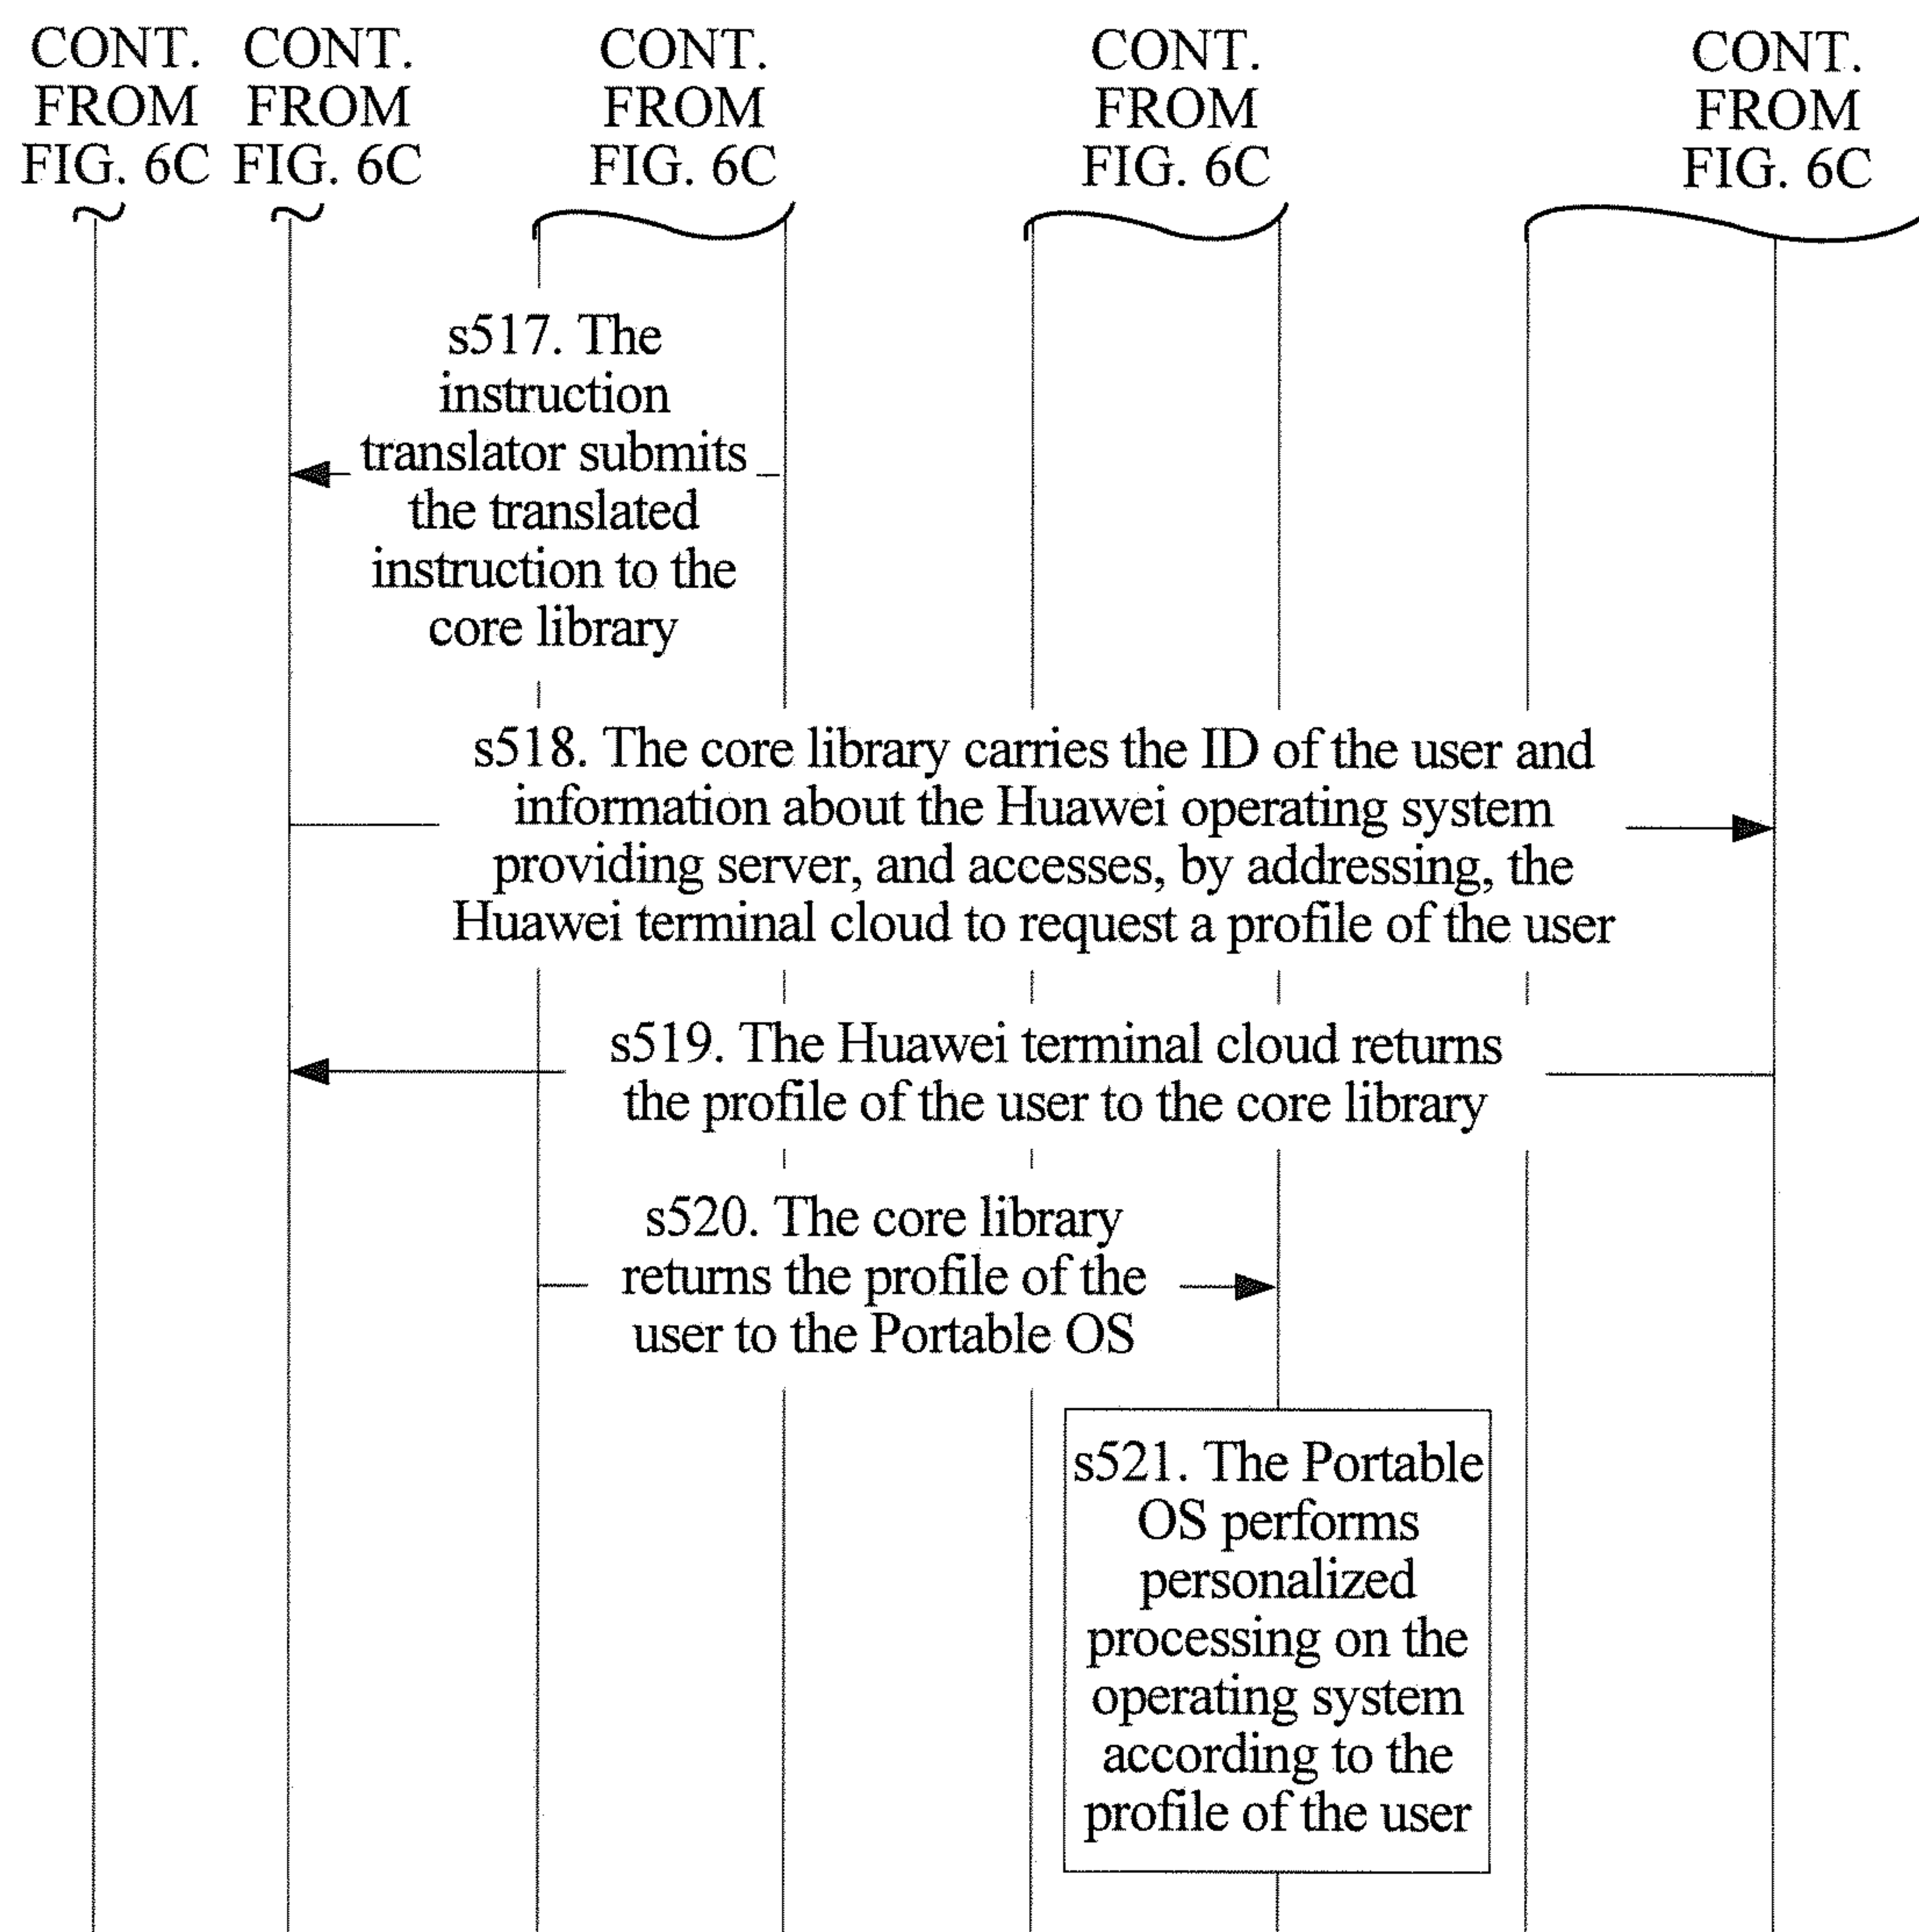 CONT. FROM FIG. 6C
CONT. FROM FIG. 6C
CONT. FROM FIG. 6C
CONT. FROM FIG. 6C
CONT. FROM FIG. 6C
s517. The
instruction
translator submits
the translated
instruction to the
core library
s518. The core library carries the ID of the user and
information about the Huawei operating system
providing server, and accesses, by addressing, the
Huawei terminal cloud to request a profile of the user
s519. The Huawei terminal cloud returns
the profile of the user to the core library
s520. The core library
returns the profile of the
user to the Portable OS
s521. The Portable
OS performs
personalized
processing on the
operating system
according to the
profile of the user